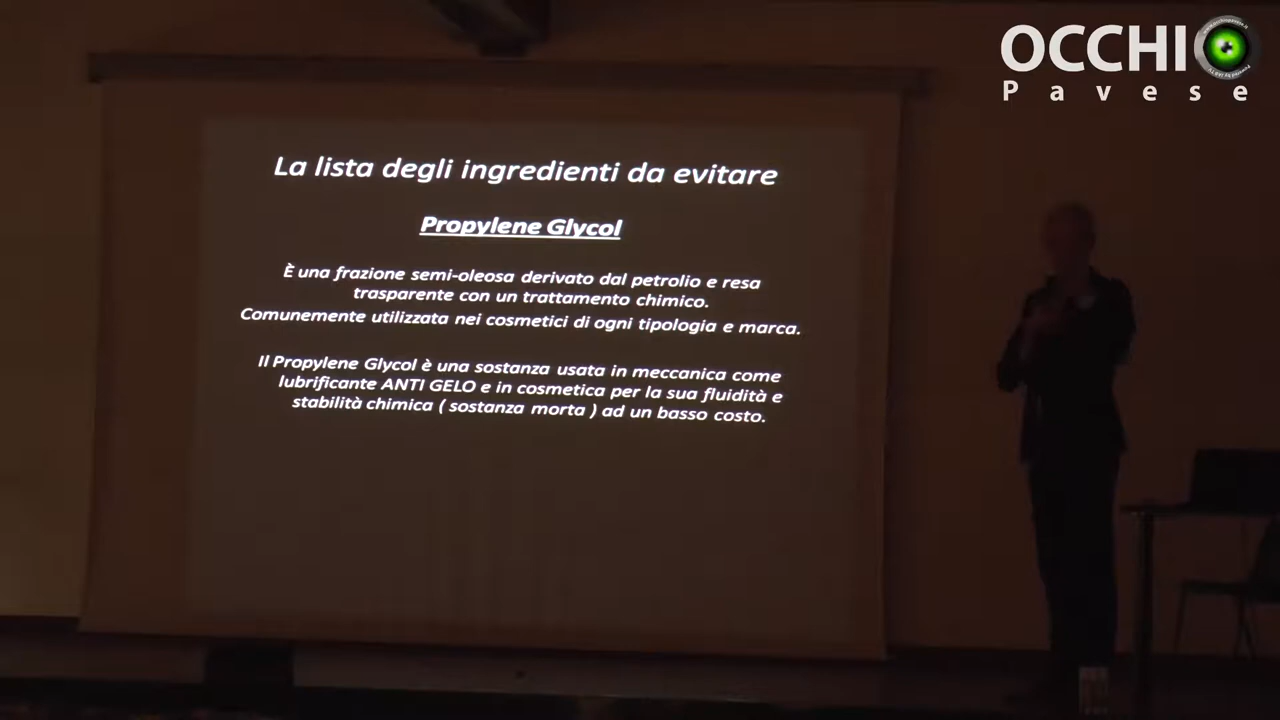 OCCHIO
Pavese
La lista degli ingredienti da evitare
Propylene Glycol
È una frazione semi-oleosa derivato dal petrolio e resa
trasparente con un trattamento chimico.
Comunemente utilizzata nei cosmetici di ogni tipologia e marca.
Il Propylene Glycol è una sostanza usata in meccanica come
lubrificante ANTI GELO e in cosmetica per la sua fluidità e
stabilità chimica ( sostanza morta ) ad un basso costo.